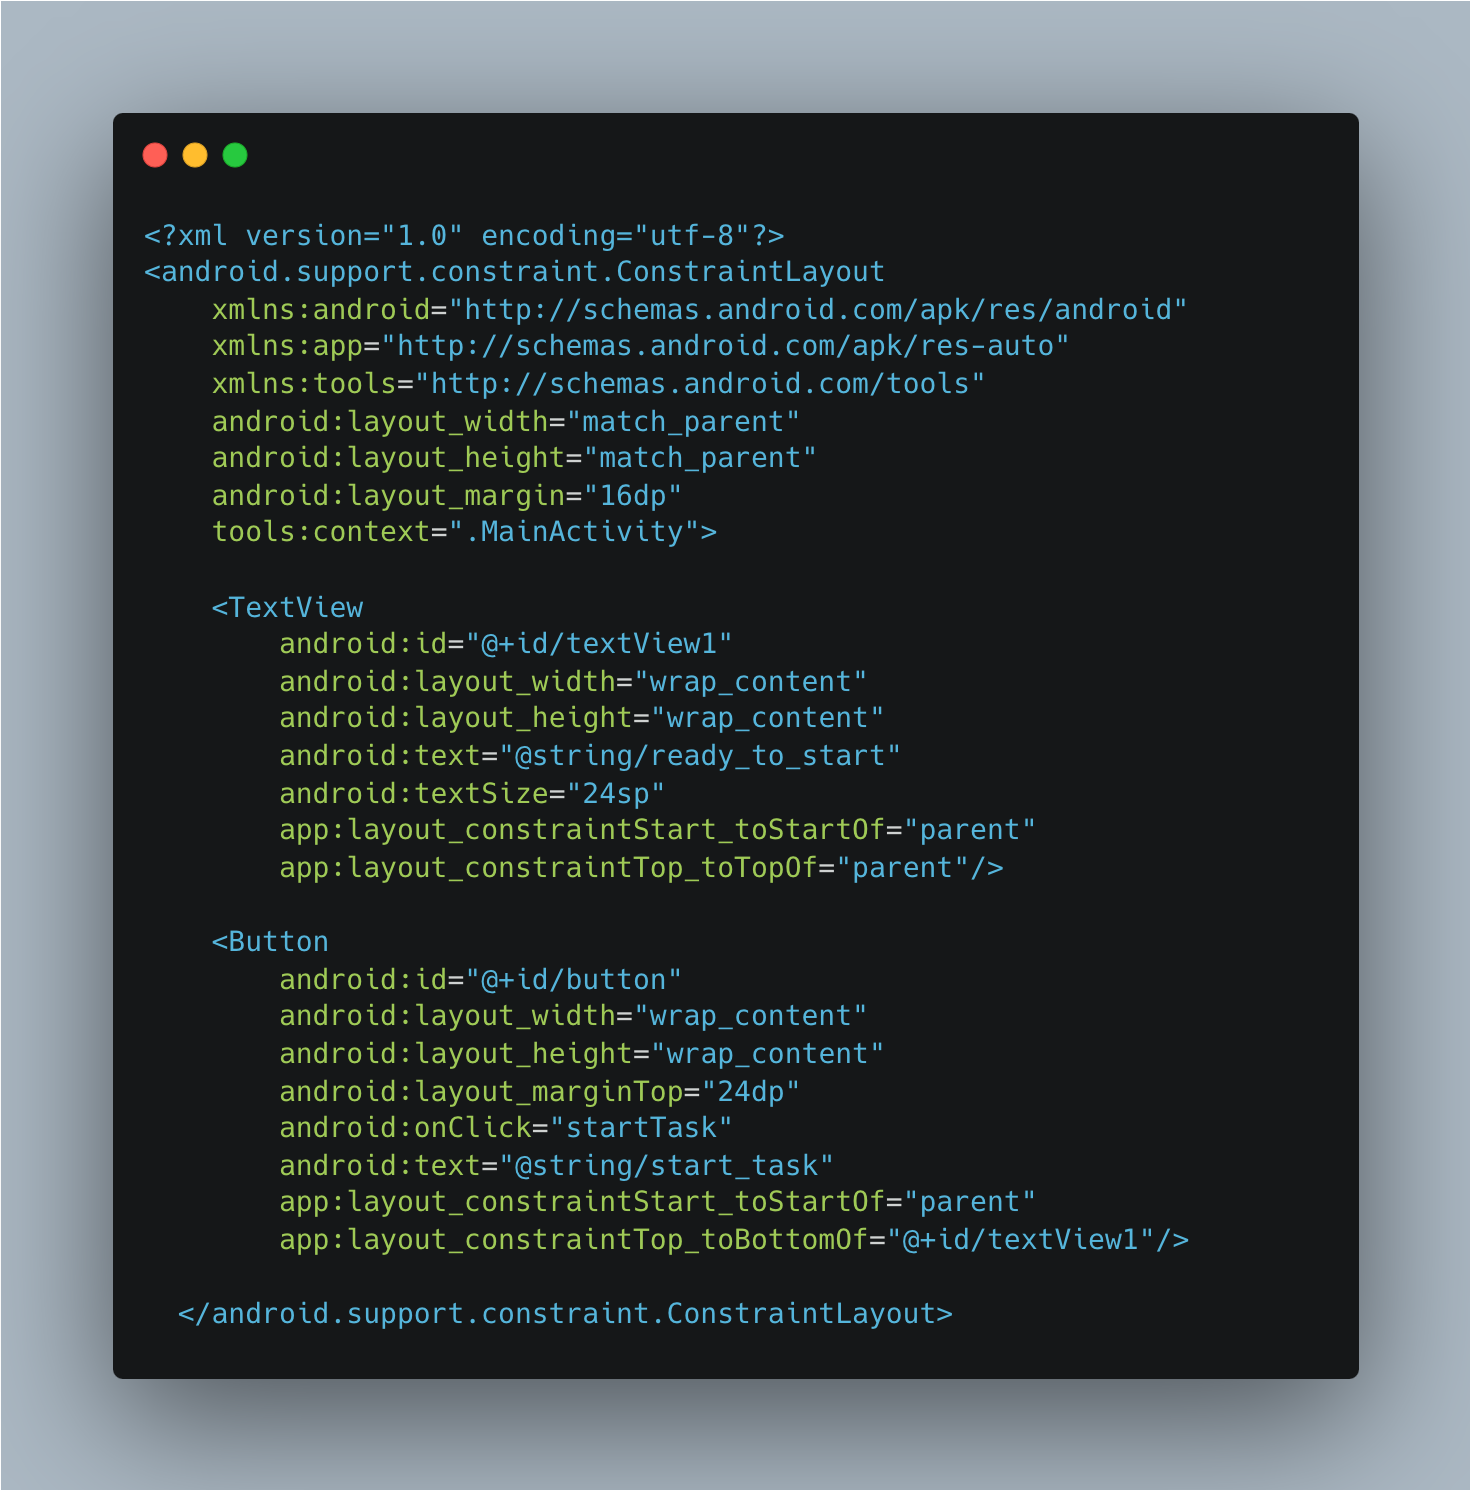 <?xml version="1.0" encoding="utf-8"?>
<android.support.constraint.ConstraintLayout
    xmlns:android="http://schemas.android.com/apk/res/android"
    xmlns:app="http://schemas.android.com/apk/res-auto"
    xmlns:tools="http://schemas.android.com/tools"
    android:layout_width="match_parent"
    android:layout_height="match_parent"
    android:layout_margin="16dp"
    tools:context=".MainActivity">

    <TextView
        android:id="@+id/textView1"
        android:layout_width="wrap_content"
        android:layout_height="wrap_content"
        android:text="@string/ready_to_start"
        android:textSize="24sp"
        app:layout_constraintStart_toStartOf="parent"
        app:layout_constraintTop_toTopOf="parent"/>

    <Button
        android:id="@+id/button"
        android:layout_width="wrap_content"
        android:layout_height="wrap_content"
        android:layout_marginTop="24dp"
        android:onClick="startTask"
        android:text="@string/start_task"
        app:layout_constraintStart_toStartOf="parent"
        app:layout_constraintTop_toBottomOf="@+id/textView1"/>

  </android.support.constraint.ConstraintLayout>